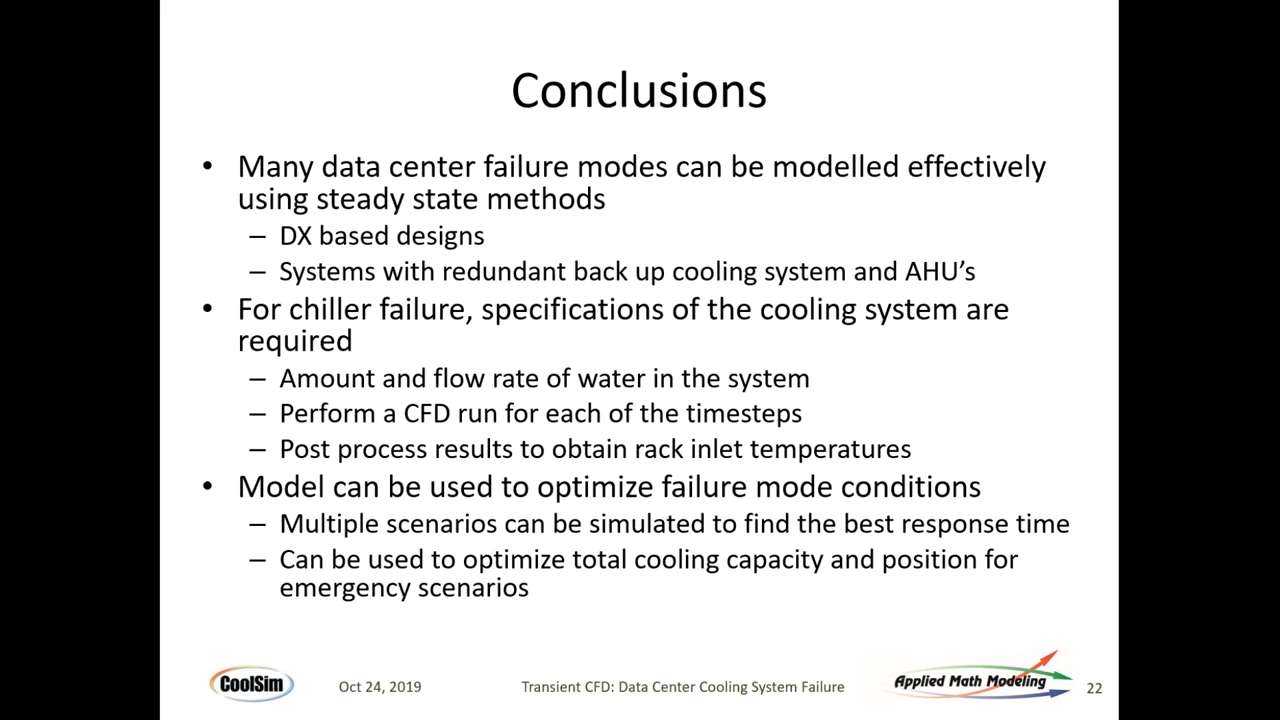 Conclusions
• Many data center failure modes can be modelled effectively
using steady state methods
– DX based designs
– Systems with redundant back up cooling system and AHU's
• For chiller failure, specifications of the cooling system are
required
– Amount and flow rate of water in the system
– Perform a CFD run for each of the timesteps
– Post process results to obtain rack inlet temperatures
• Model can be used to optimize failure mode conditions
– Multiple scenarios can be simulated to find the best response time
– Can be used to optimize total cooling capacity and position for
emergency scenarios
CoolSim
Oct 24, 2019
Transient CFD: Data Center Cooling System Failure
Applied Math Modeling
22